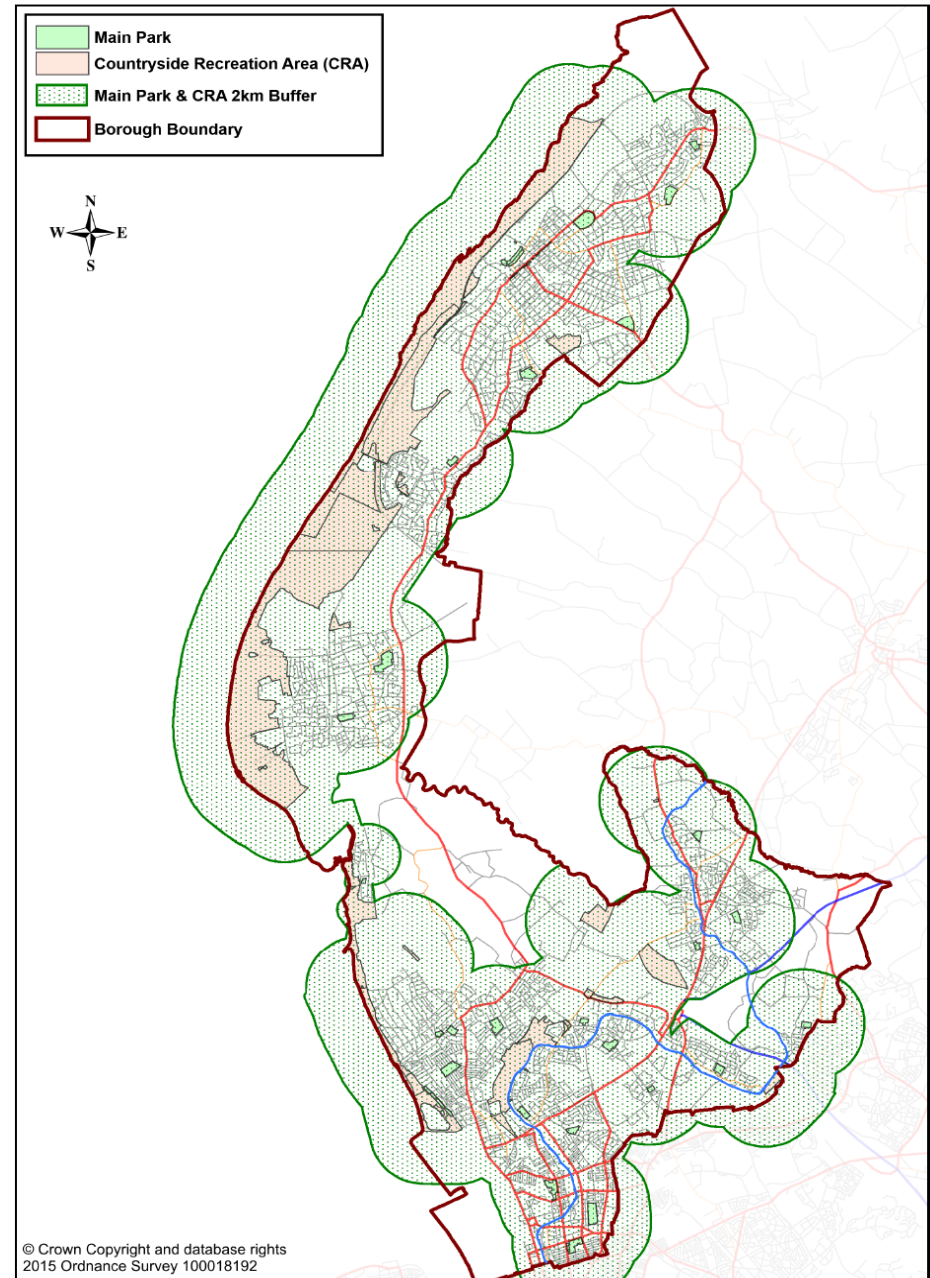 Main Park
Countryside Recreation Area (CRA)
Main Park & CRA 2km Buffer
Borough Boundary
N
W E
S
© Crown Copyright and database rights
2015 Ordnance Survey 100018192